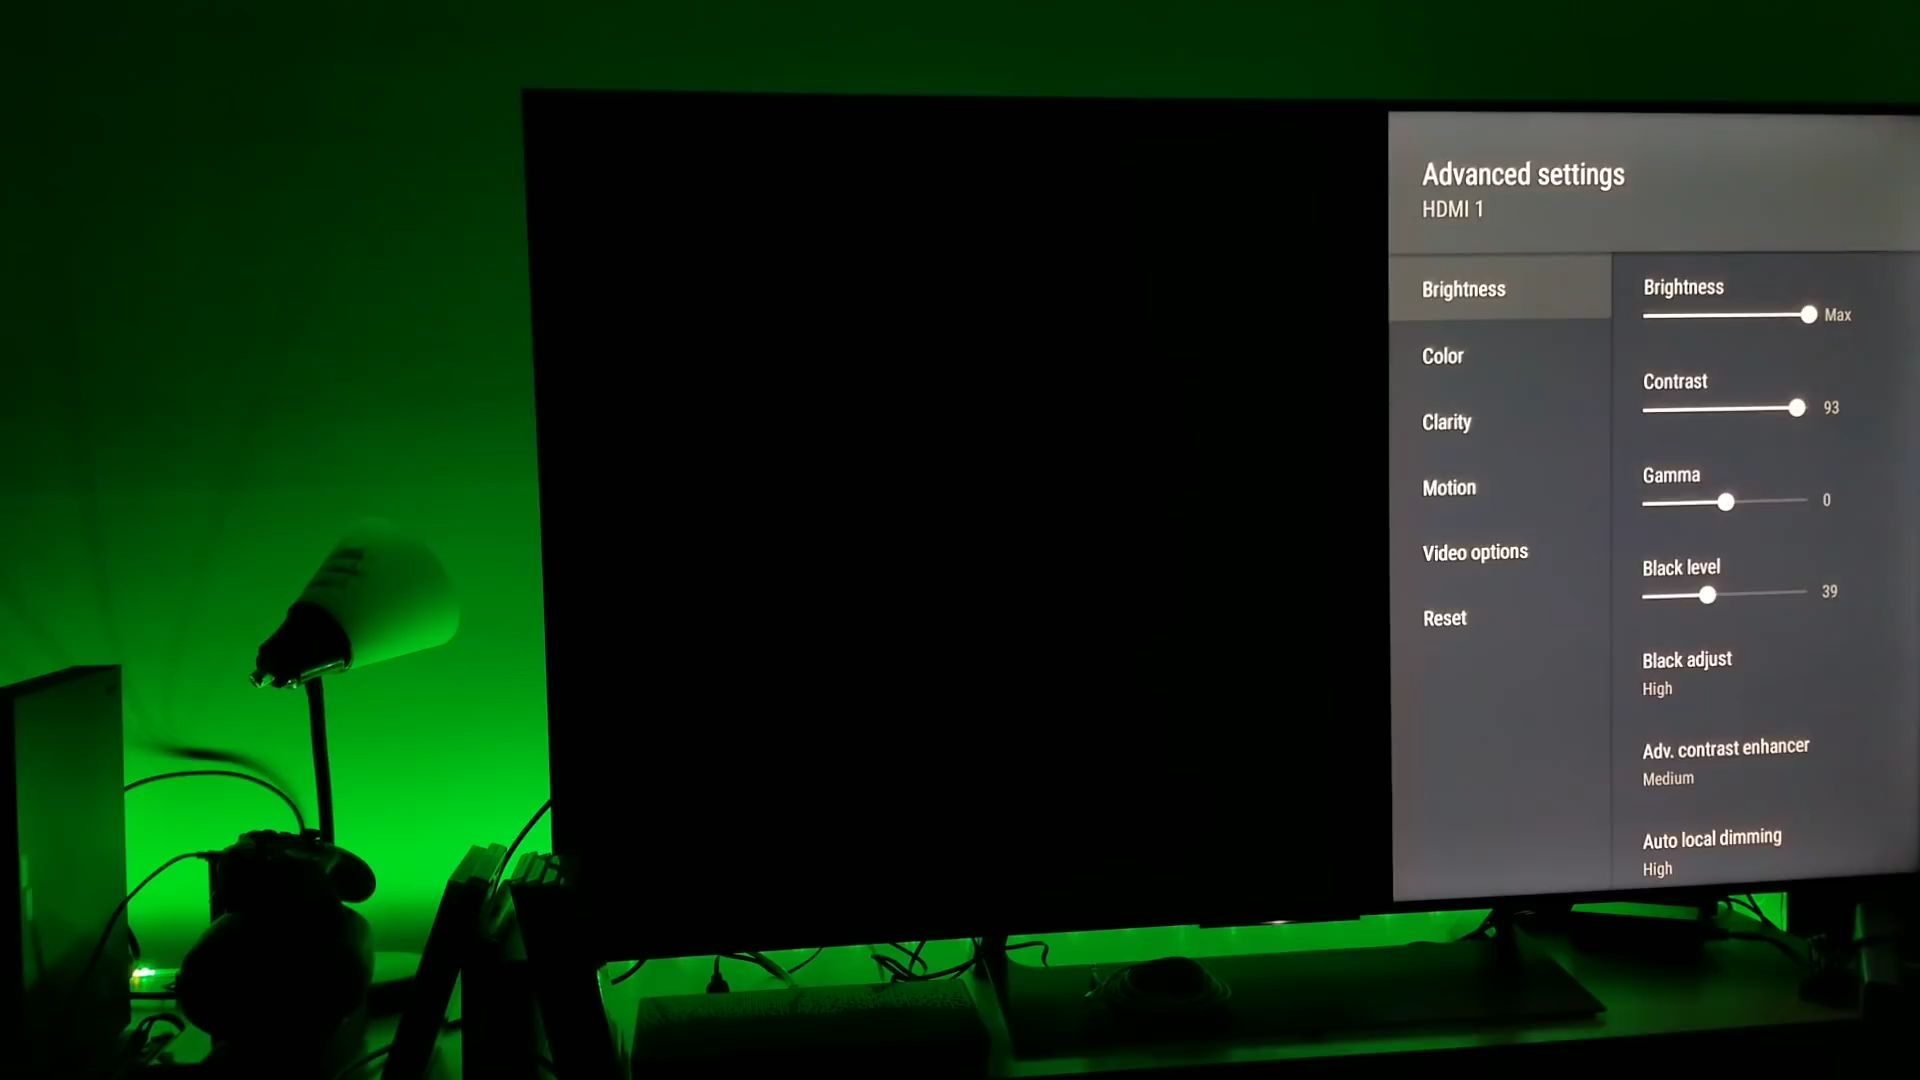 Advanced settings
HDMI 1
Brightness
Color
Clarity
Motion
Video options
Reset
Brightness
Max
Contrast
93
Gamma
0
Black level
39
Black adjust
High
Adv. contrast enhancer
Medium
Auto local dimming
High